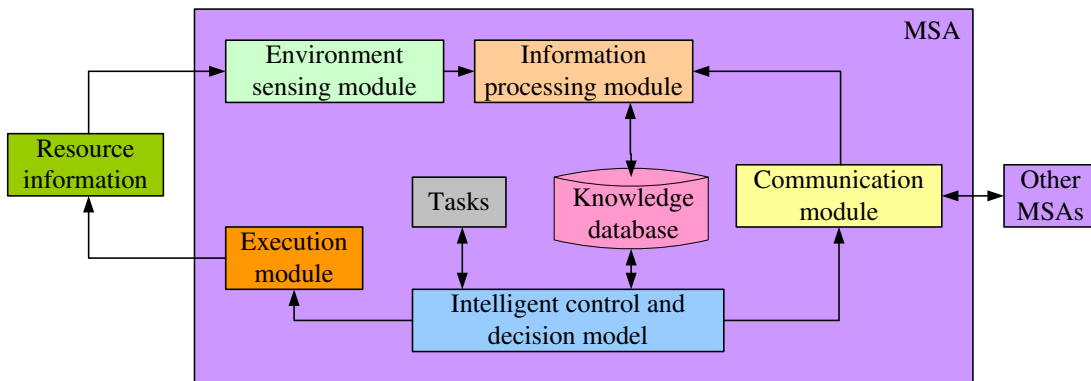 MSA
Environment
sensing module
Information
processing module
Resource
information
Tasks
Knowledge
database
Communication
module
Other
MSAs
Execution
module
Intelligent control and
decision model